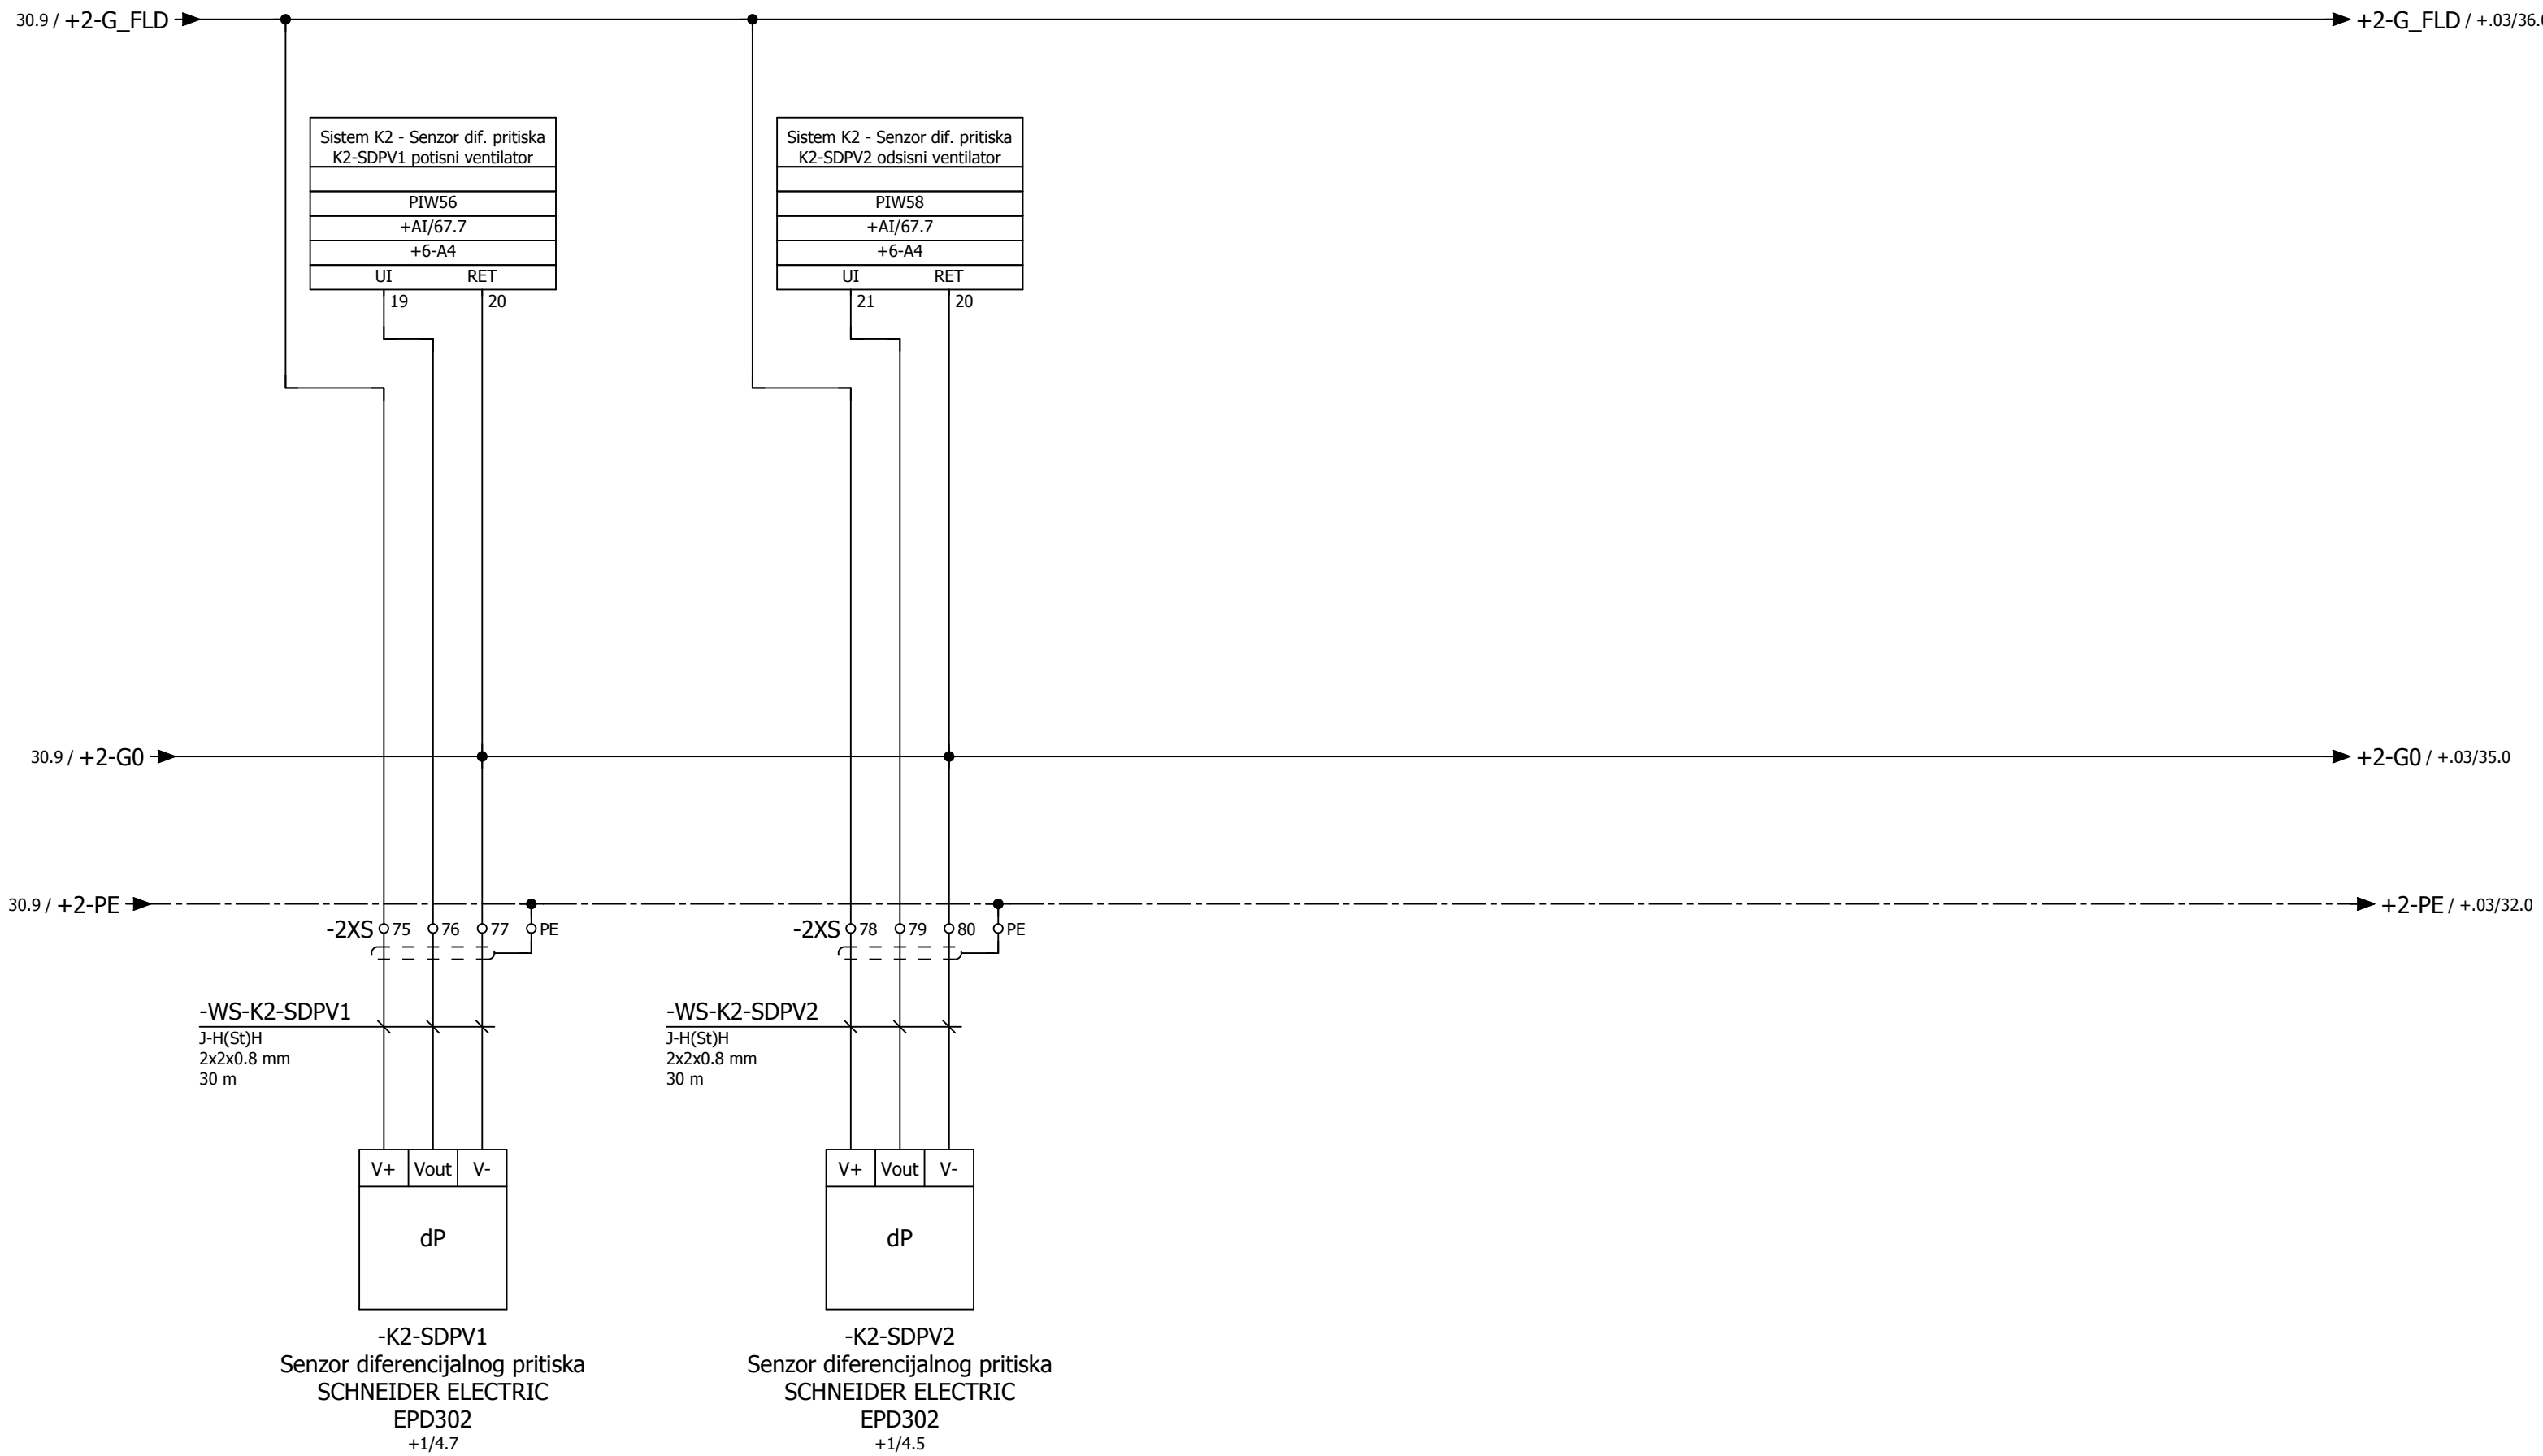 30.9 / +2-G_FLD
+2-G_FLD / +.03/36.
Sistem K2 - Senzor dif. pritiska
K2-SDPV1 potisni ventilator
PIW56
+AI/67.7
+6-A4
UI RET
19 20
Sistem K2 - Senzor dif. pritiska
K2-SDPV2 odsisni ventilator
PIW58
+AI/67.7
+6-A4
UI RET
21 20
30.9 / +2-G0
+2-G0 / +.03/35.0
30.9 / +2-PE
+2-PE / +.03/32.0
-2XS 75 76 77 PE
-2XS 78 79 80 PE
-WS-K2-SDPV1
J-H(St)H
2x2x0.8 mm
30 m
-WS-K2-SDPV2
J-H(St)H
2x2x0.8 mm
30 m
V+ Vout V-
dP
-K2-SDPV1
Senzor diferencijalnog pritiska
SCHNEIDER ELECTRIC
EPD302
+1/4.7
V+ Vout V-
dP
-K2-SDPV2
Senzor diferencijalnog pritiska
SCHNEIDER ELECTRIC
EPD302
+1/4.5